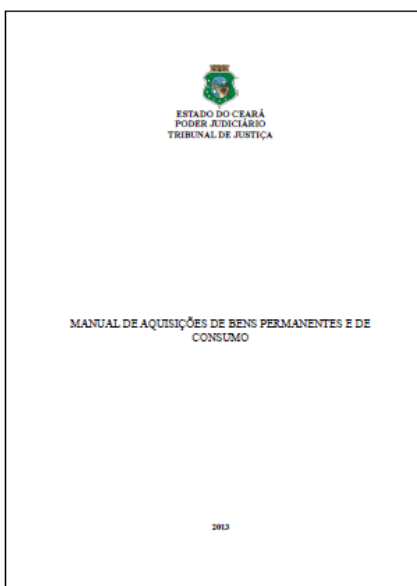 ESTADO DO CEARÁ
PODER JUDICIÁRIO
TRIBUNAL DE JUSTIÇA
MANUAL DE AQUISIÇÕES DE BENS PERMANENTES E DE
CONSUMO
2013